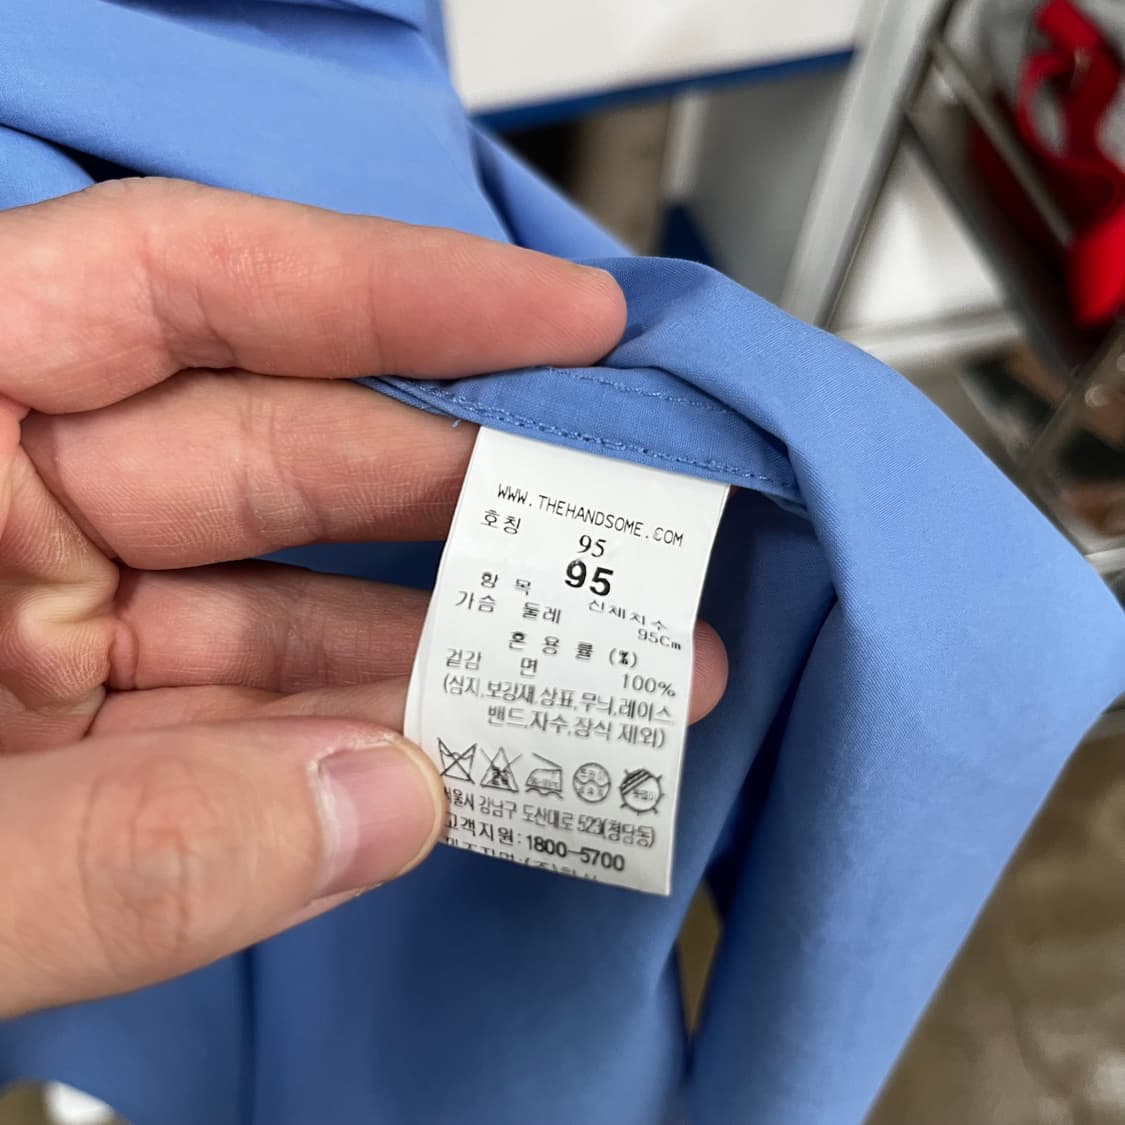 WWW.THEHANDSOME.COM
호칭
95
95
항 목 신체치수
가슴 둘레 95Cm
혼 용 률 (%)
겉감 면 100%
(심지,보강재,상표,무늬,레이스
밴드,자수,장식 제외)
서울시 강남구 도산대로 523(청담동)
고객지원:1800-5700